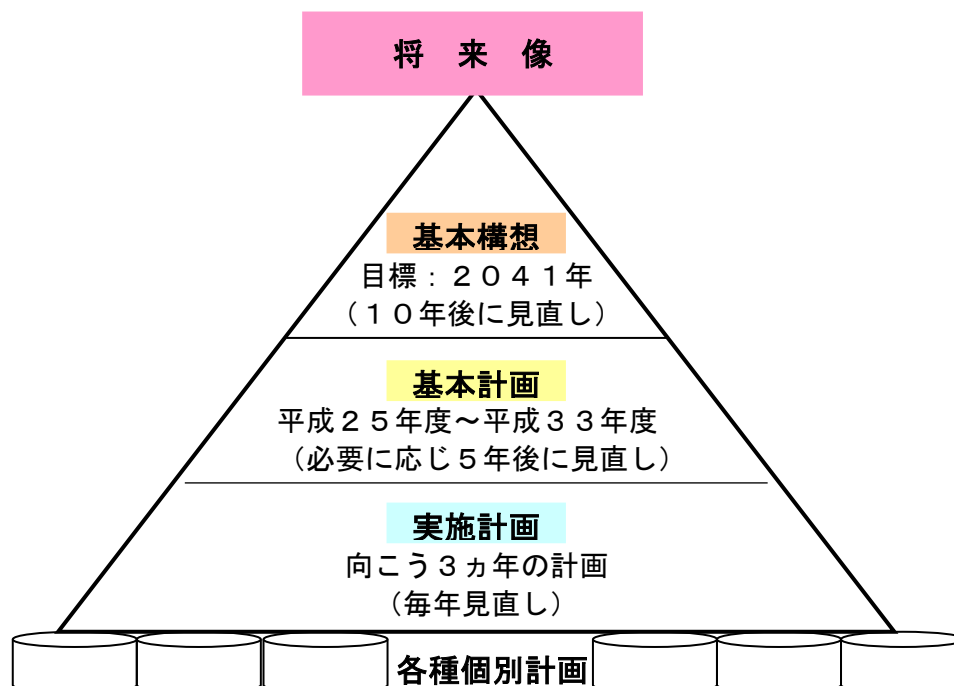 将　来　像
基本構想
目標：２０４１年
（１０年後に見直し）
基本計画
平成２５年度～平成３３年度
（必要に応じ５年後に見直し）
実施計画
向こう３ヵ年の計画
（毎年見直し）
各種個別計画